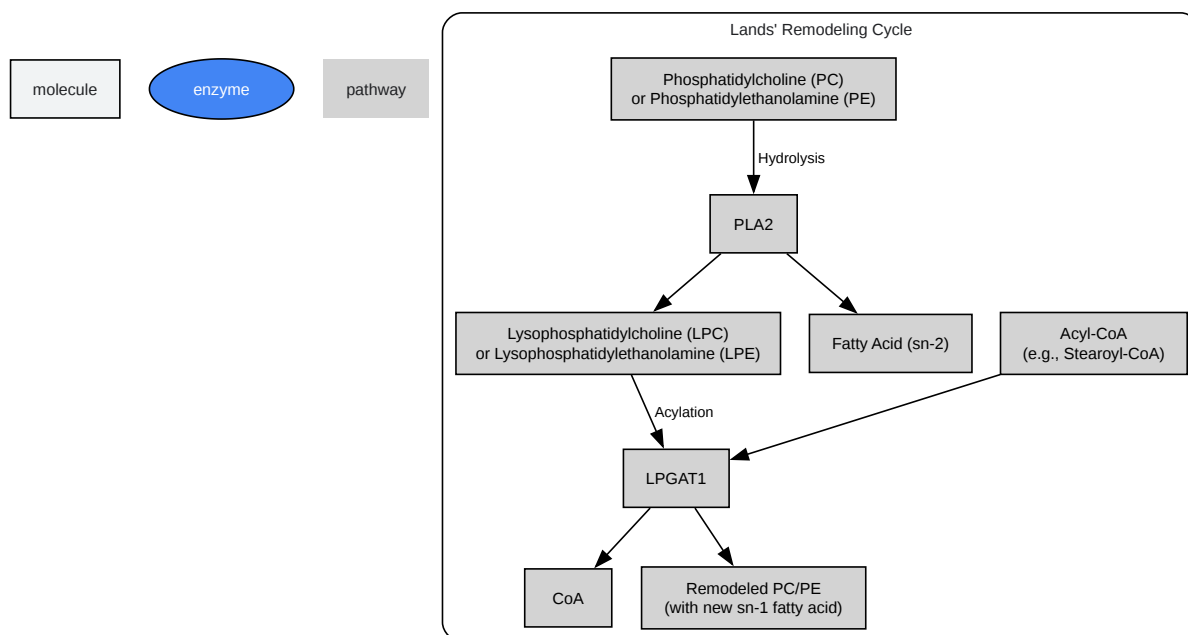 Lands' Remodeling Cycle
molecule
enzyme
pathway
Phosphatidylcholine (PC)
or Phosphatidylethanolamine (PE)
Hydrolysis
PLA2
Lysophosphatidylcholine (LPC)
or Lysophosphatidylethanolamine (LPE)
Fatty Acid (sn-2)
Acyl-CoA
(e.g., Stearoyl-CoA)
Acylation
LPGAT1
CoA
Remodeled PC/PE
(with new sn-1 fatty acid)